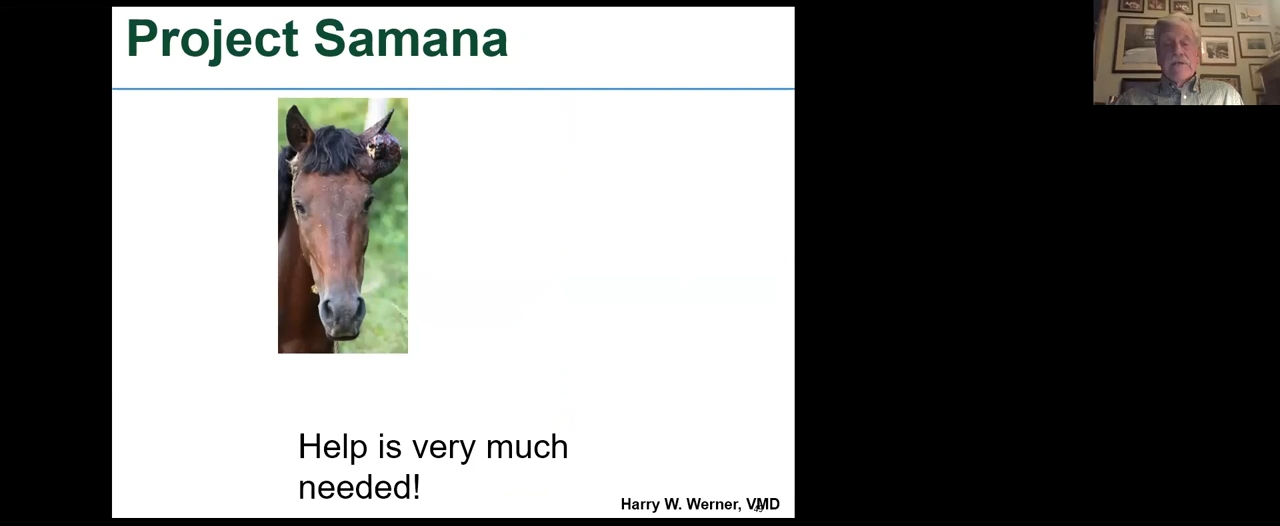 Project Samana
Help is very much
needed!
Harry W. Werner, VMD